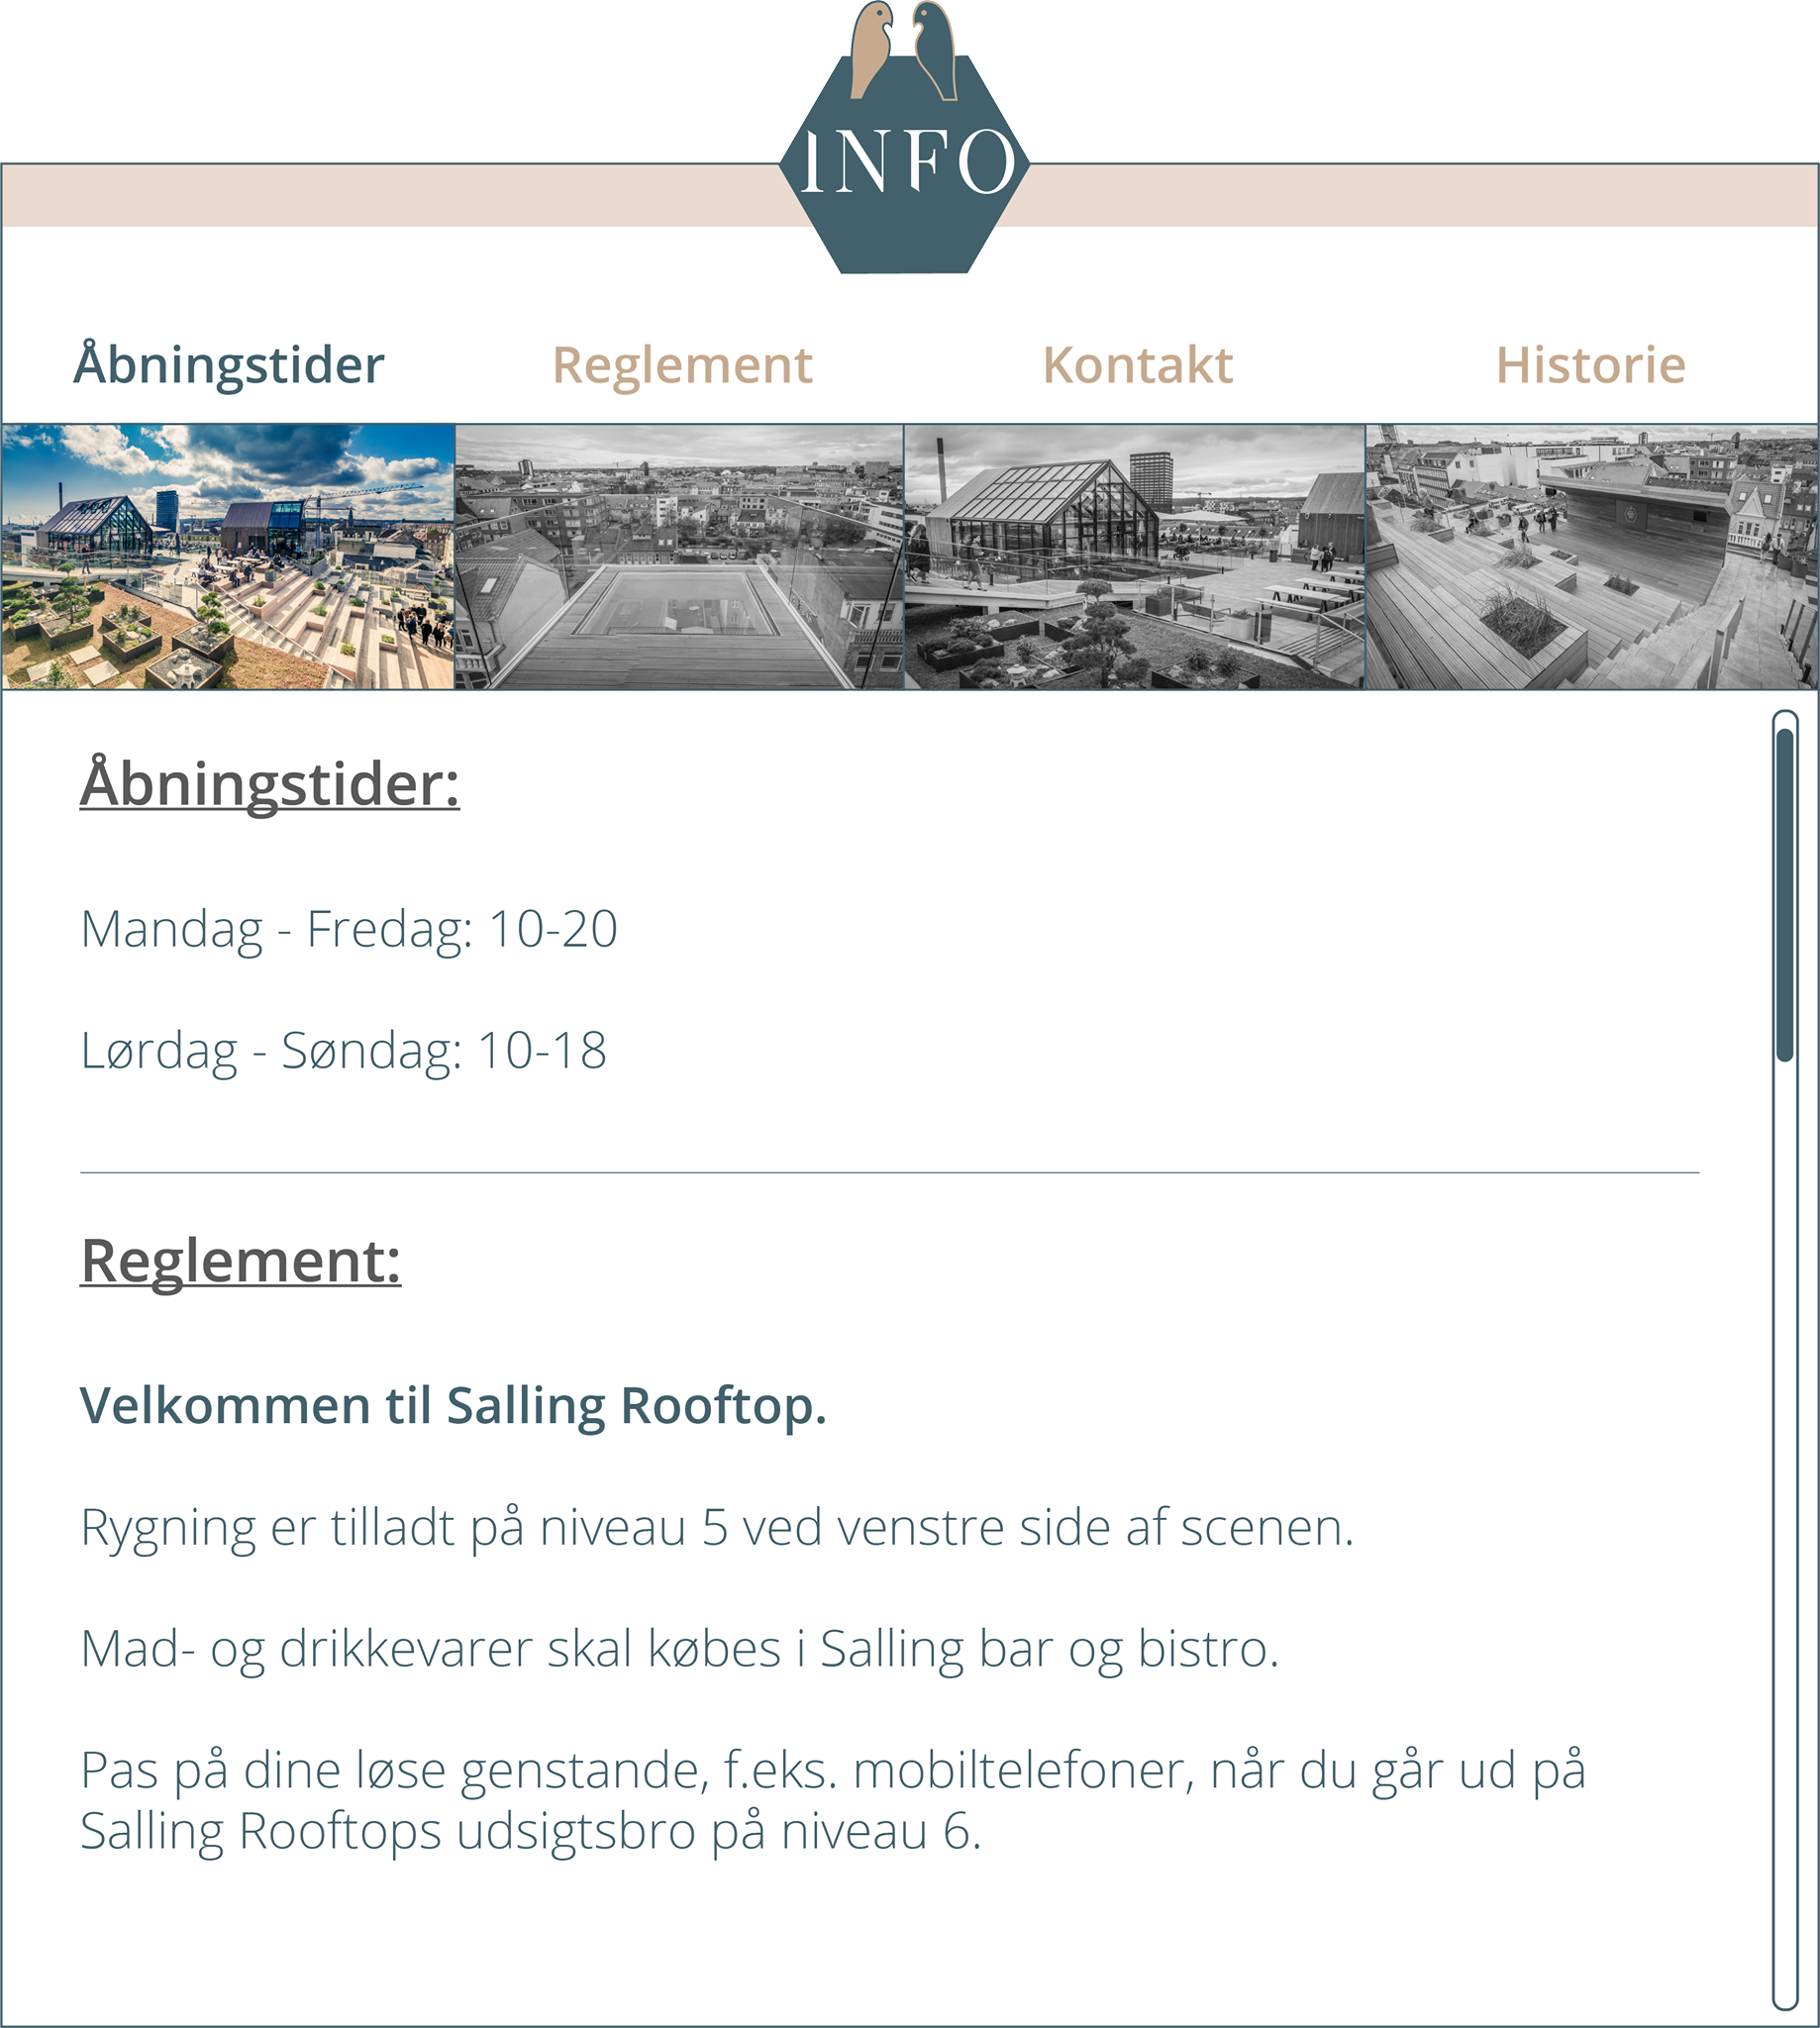 INFO
Åbningstider
Reglement
Kontakt
Historie
Åbningstider:
Mandag - Fredag: 10-20
Lørdag - Søndag: 10-18
Reglement:
Velkommen til Salling Rooftop.
Rygning er tilladt på niveau 5 ved venstre side af scenen.
Mad- og drikkevarer skal købes i Salling bar og bistro.
Pas på dine løse genstande, f.eks. mobiltelefoner, når du går ud på
Salling Rooftops udsigtsbro på niveau 6.